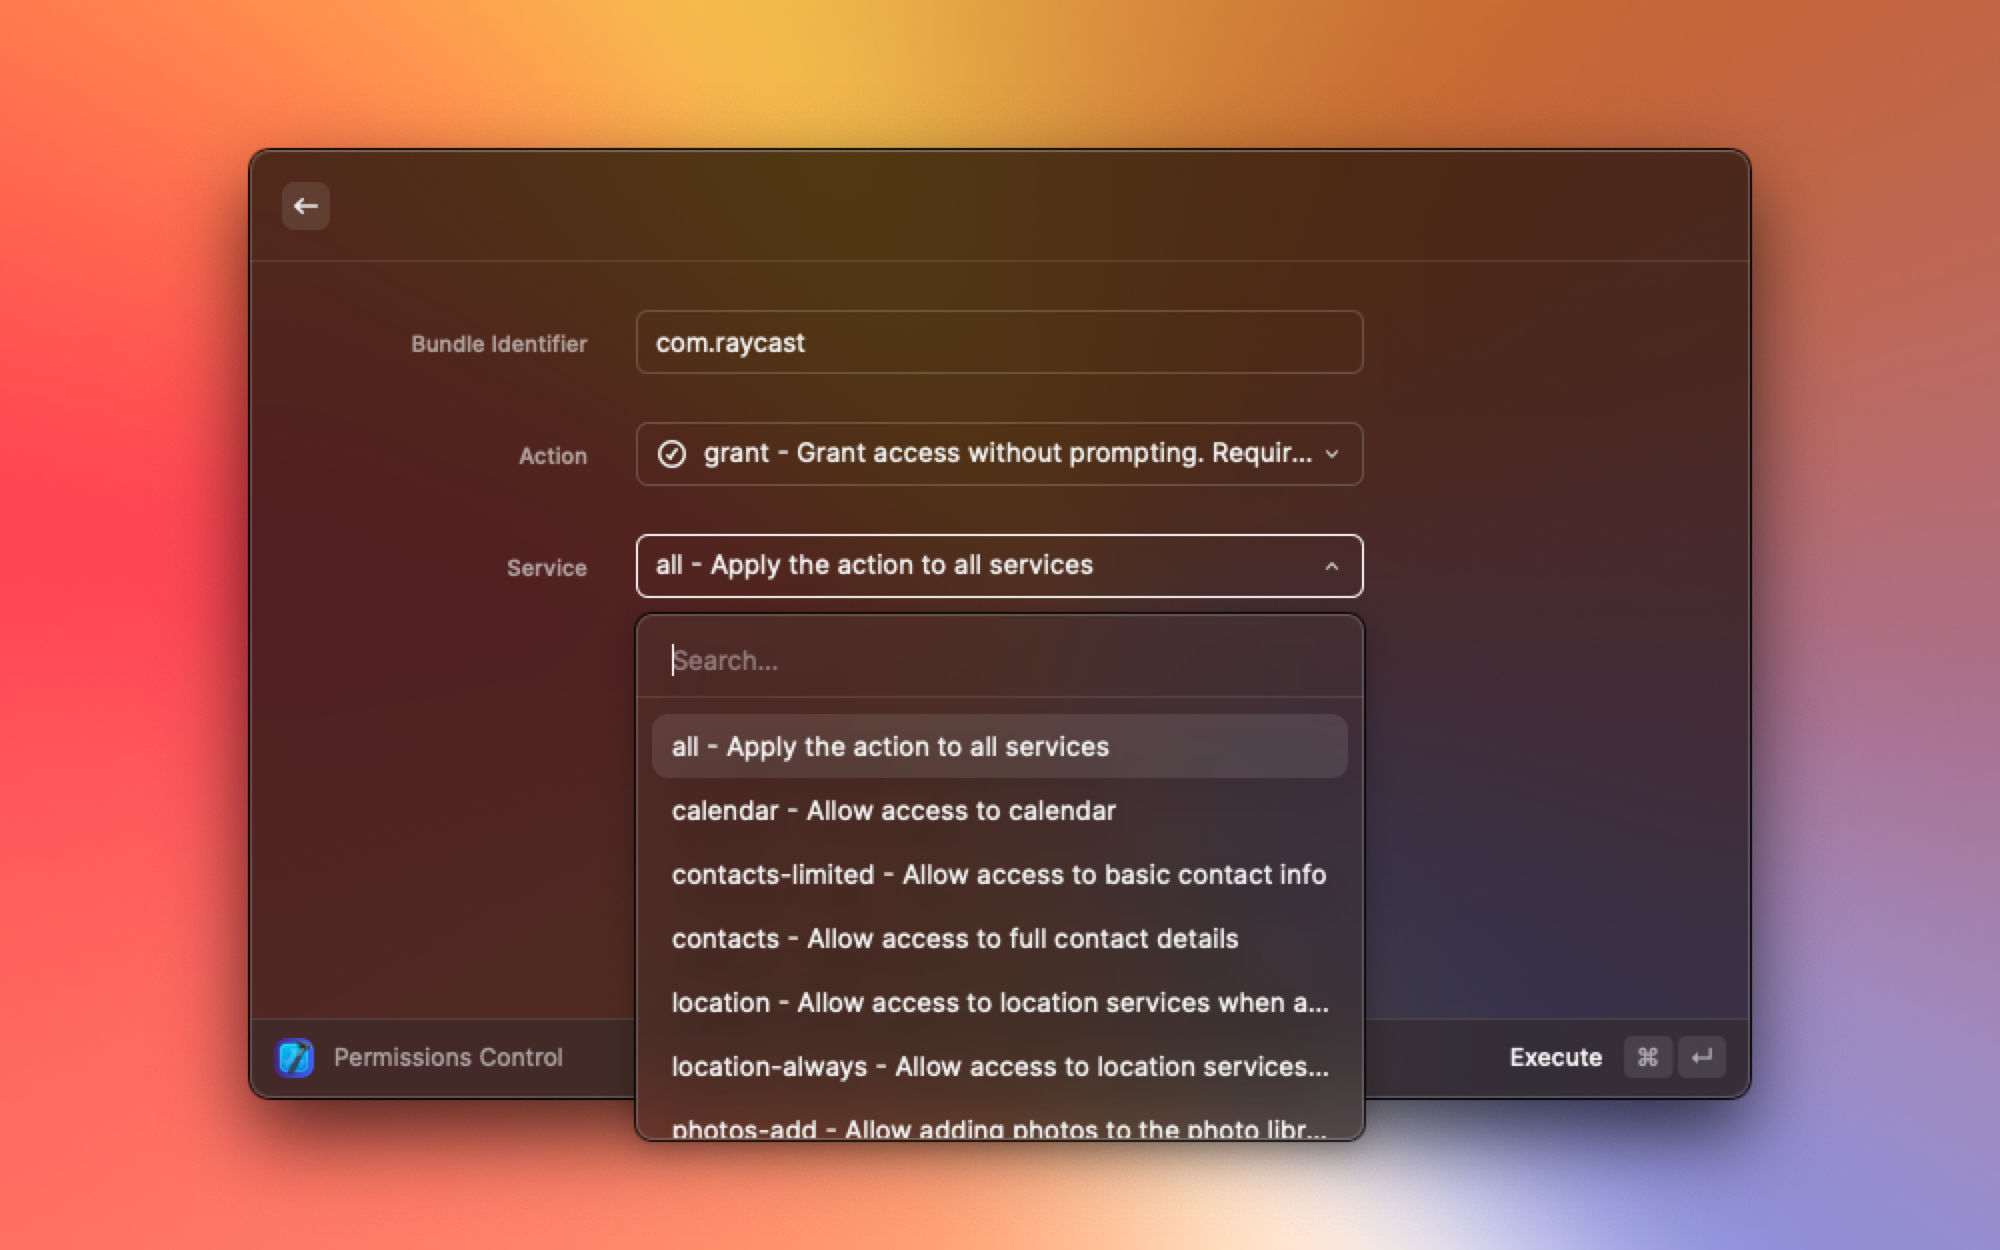 Bundle Identifier
com.raycast
Action
grant - Grant access without prompting. Requir...
Service
all - Apply the action to all services
Search...
all - Apply the action to all services
calendar - Allow access to calendar
contacts-limited - Allow access to basic contact info
contacts - Allow access to full contact details
location - Allow access to location services when a...
location-always - Allow access to location services...
photos-add - Allow adding photos to the photo libr...
Permissions Control
Execute ⌘ ↵